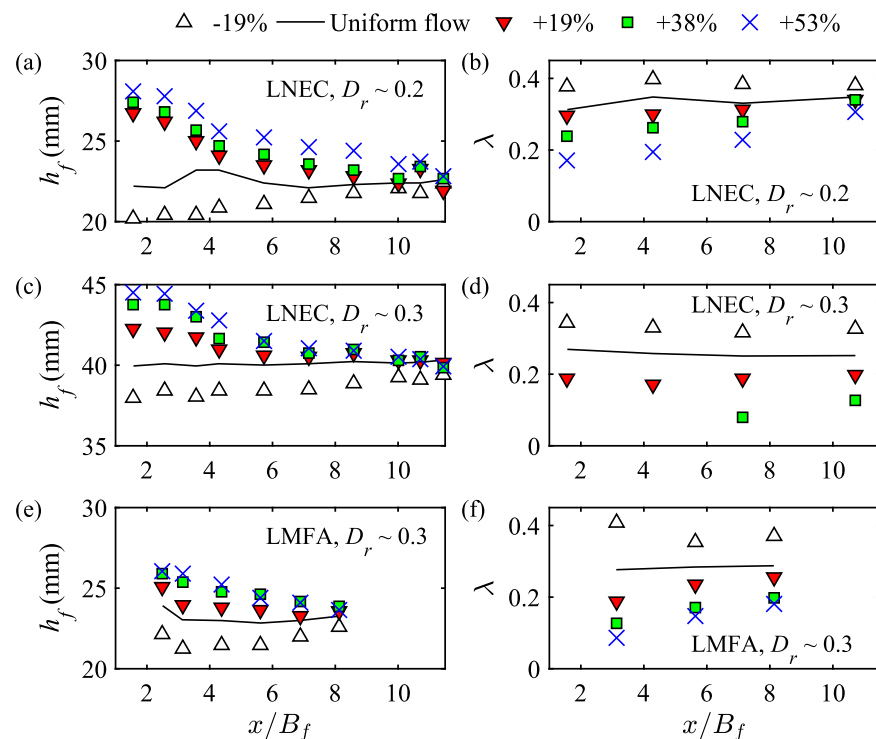 -19% Uniform flow +19% +38% +53%
(a) LNEC, D_r ~ 0.2
h_f (mm)
30
25
20
2 4 6 8 10
(b) LNEC, D_r ~ 0.2
λ
0.4
0.2
0
2 4 6 8 10
(c) LNEC, D_r ~ 0.3
h_f (mm)
45
40
35
2 4 6 8 10
(d) LNEC, D_r ~ 0.3
λ
0.4
0.2
0
2 4 6 8 10
(e) LMFA, D_r ~ 0.3
h_f (mm)
30
25
20
2 4 6 8 10
x/B_f
(f) LMFA, D_r ~ 0.3
λ
0.4
0.2
0
2 4 6 8 10
x/B_f